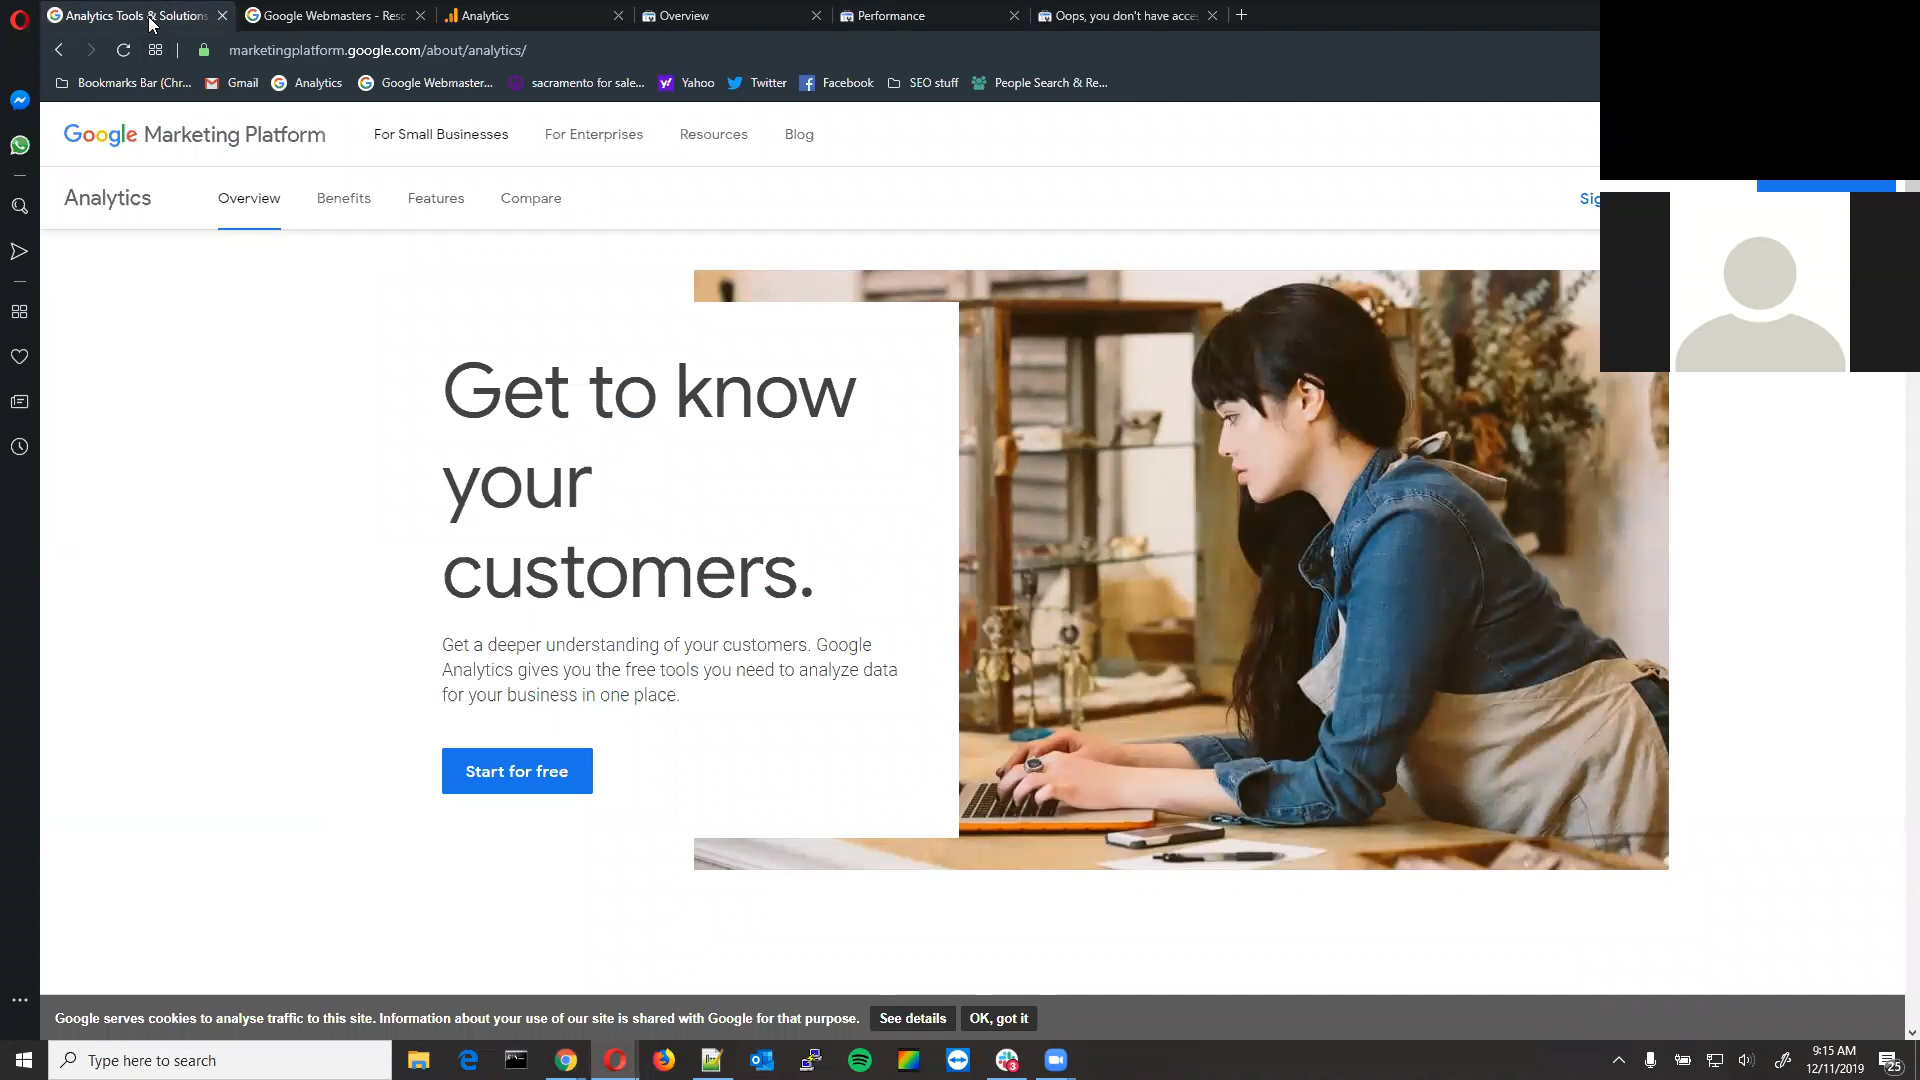 Analytics Tools & Solutions
Google Webmasters - Resc
Analytics
Overview
Performance
Oops, you don't have acce
marketingplatform.google.com/about/analytics/
Bookmarks Bar (Chr...
Gmail
Analytics
Google Webmaster...
sacramento for sale...
Yahoo
Twitter
Facebook
SEO stuff
People Search & Re...
Google Marketing Platform
For Small Businesses
For Enterprises
Resources
Blog
Analytics
Overview
Benefits
Features
Compare
Sig
Get to know
your
customers.
Get a deeper understanding of your customers. Google
Analytics gives you the free tools you need to analyze data
for your business in one place.
Start for free
Google serves cookies to analyse traffic to this site. Information about your use of our site is shared with Google for that purpose.
See details
OK, got it
Type here to search
3
9:15 AM
12/11/2019
25